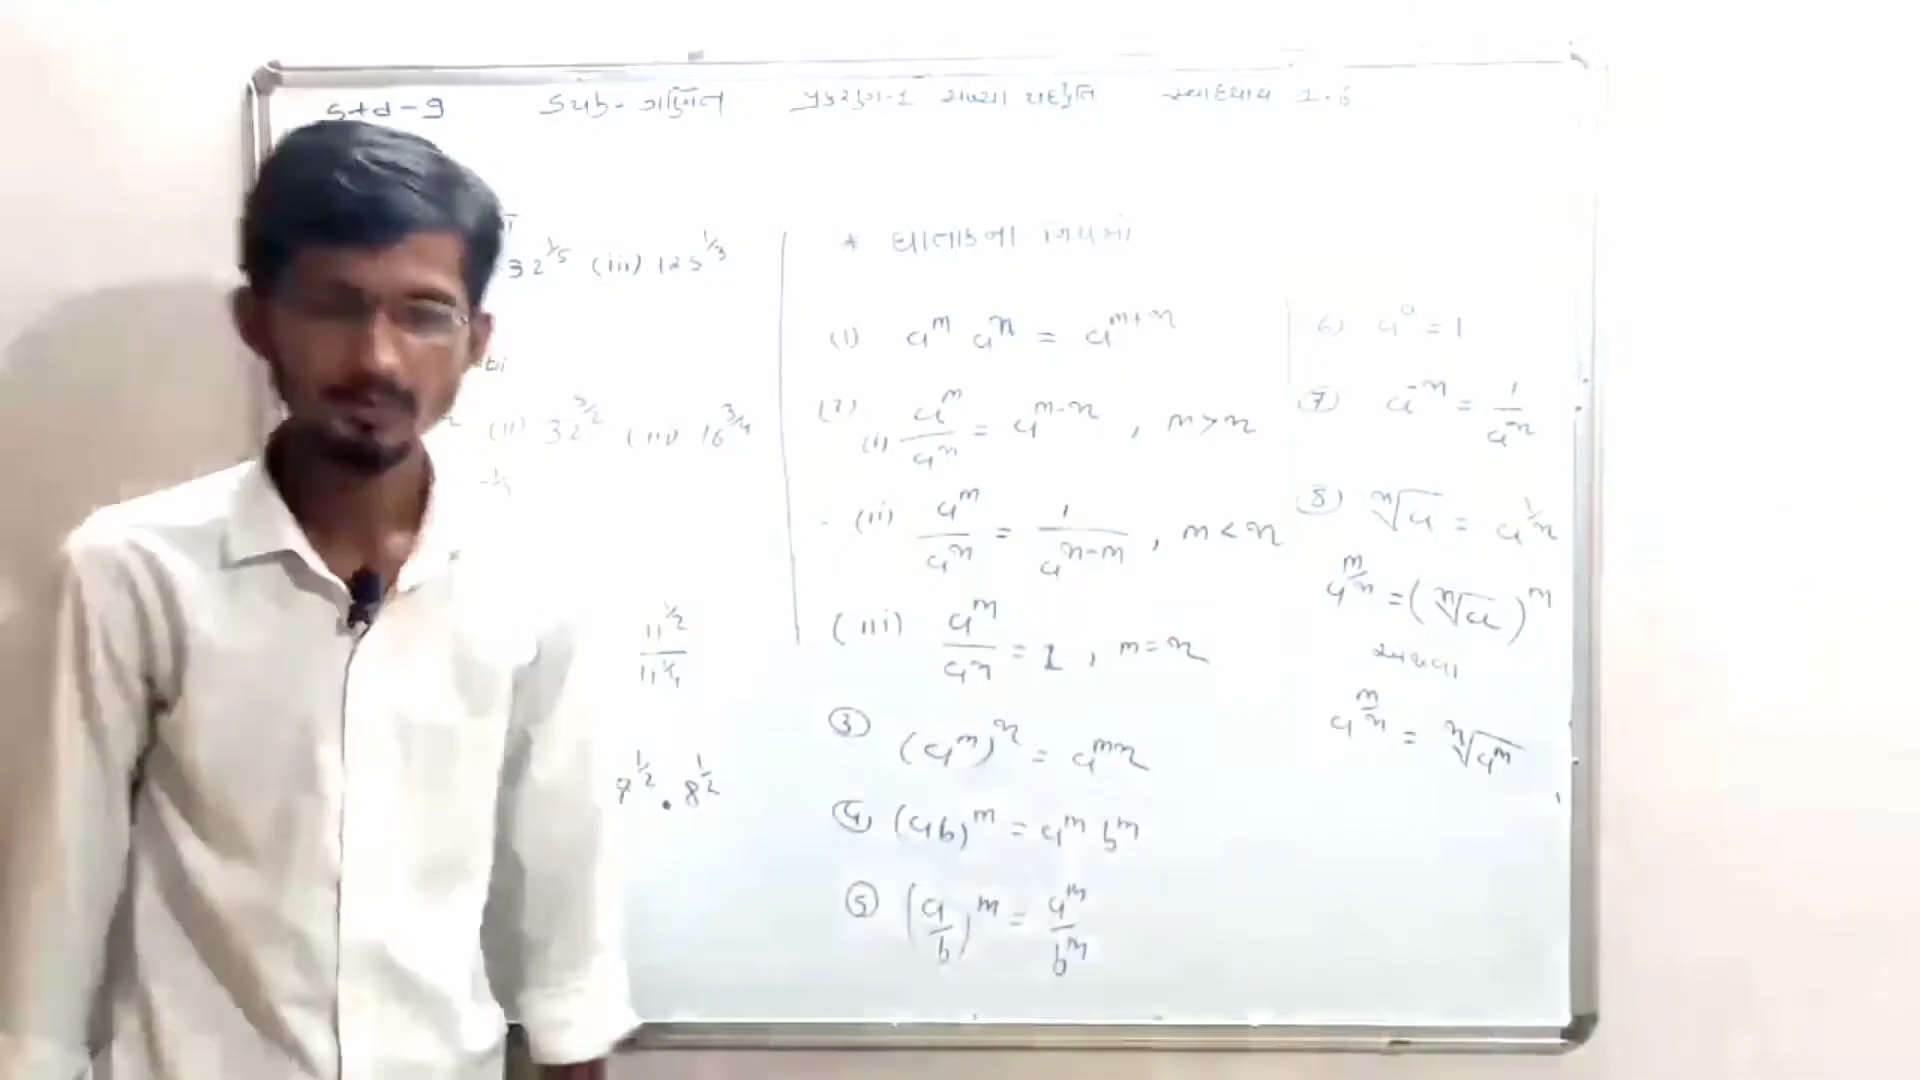 Std-9 Sub- ગણિત પ્રકરણ-1 સંખ્યા પદ્ધતિ સ્વાધ્યાય 1.6
32^{1/5} (iii) 125^{1/3}
(ii) 32^{5/2} (iii) 16^{3/4}
11^{1/2} / 11^{1/4}
7^{1/2} . 8^{1/2}
* ઘાતાંકના નિયમો
(1) a^m a^n = a^{m+n}
(2) (i) a^m / a^n = a^{m-n} , m>n
(ii) a^m / a^n = 1 / a^{n-m} , m<n
(iii) a^m / a^n = 1 , m=n
③ (a^m)^n = a^{mn}
④ (ab)^m = a^m b^m
⑤ (a/b)^m = a^m / b^m
6) a^0 = 1
⑦ a^{-n} = 1 / a^{-n}
⑧ ⁿ√a = a^{1/n}
a^{m/n} = (ⁿ√a)^m
અથવા
a^{m/n} = ⁿ√a^m